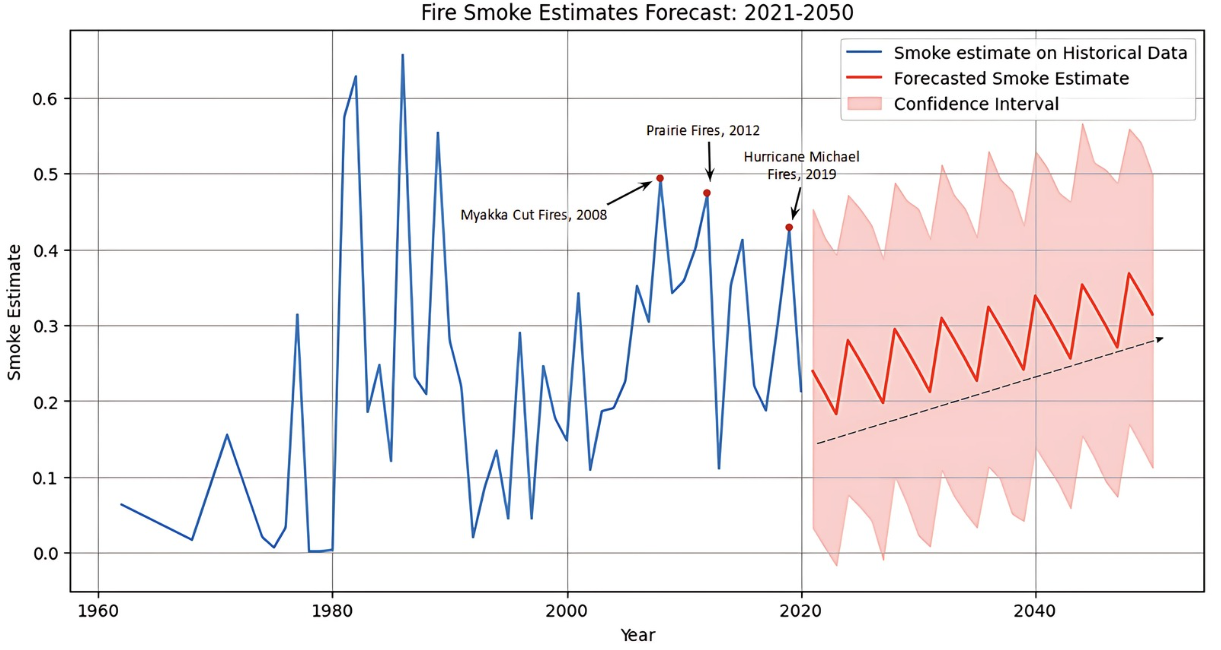 Fire Smoke Estimates Forecast: 2021-2050
Smoke estimate on Historical Data
Forecasted Smoke Estimate
Confidence Interval
Prairie Fires, 2012
Hurricane Michael
Fires, 2019
Myakka Cut Fires, 2008
Smoke Estimate
0.6
0.5
0.4
0.3
0.2
0.1
0.0
1960
1980
2000
2020
2040
Year